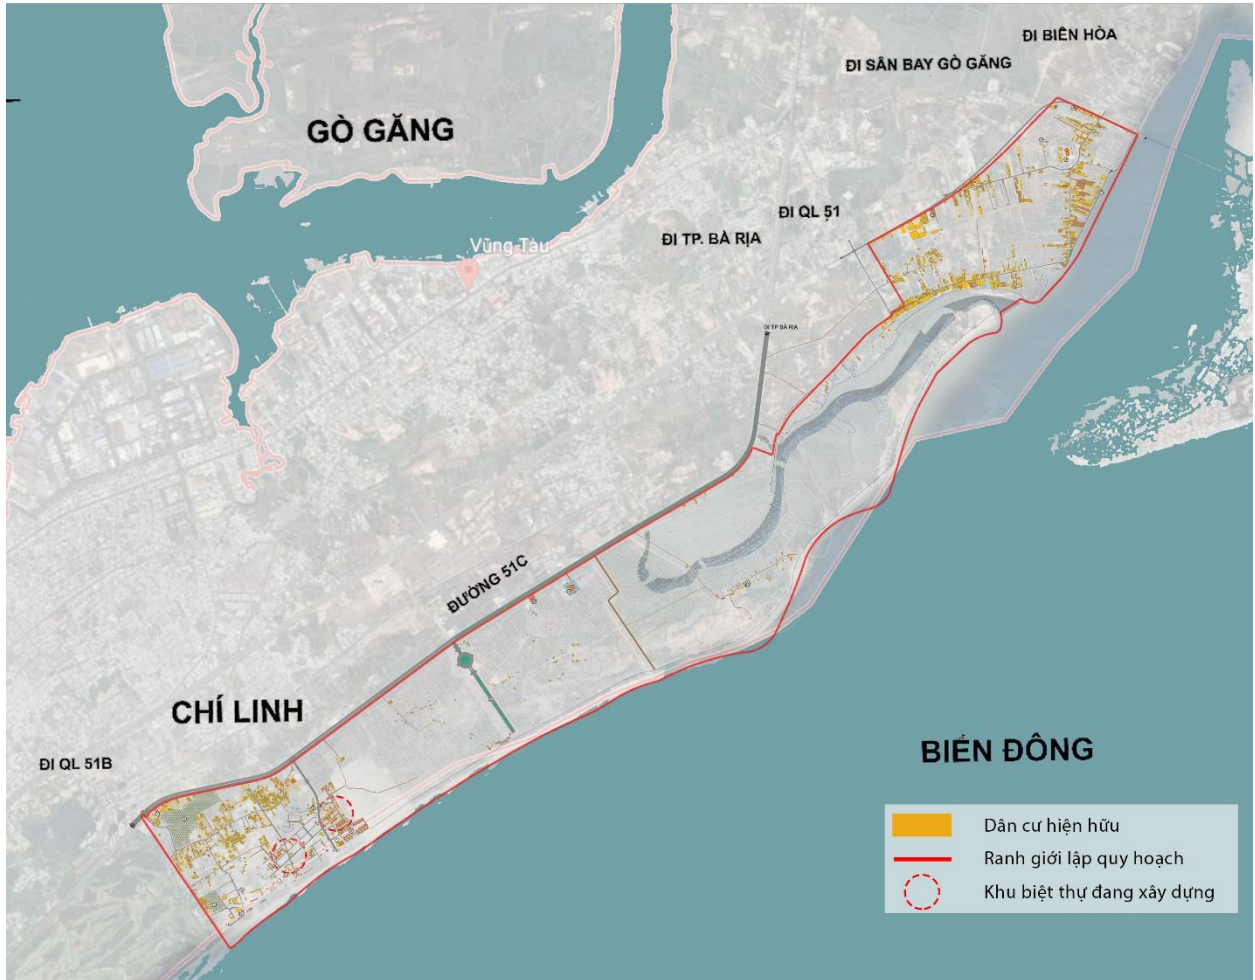 ĐI BIÊN HÒA
ĐI SÂN BAY GÒ GĂNG
GÒ GĂNG
ĐI QL 51
ĐI TP. BÀ RỊA
Vũng Tàu
ĐI TP BÀ RỊA
ĐƯỜNG 51C
CHÍ LINH
ĐI QL 51B
BIỂN ĐÔNG
Dân cư hiện hữu
Ranh giới lập quy hoạch
Khu biệt thự đang xây dựng